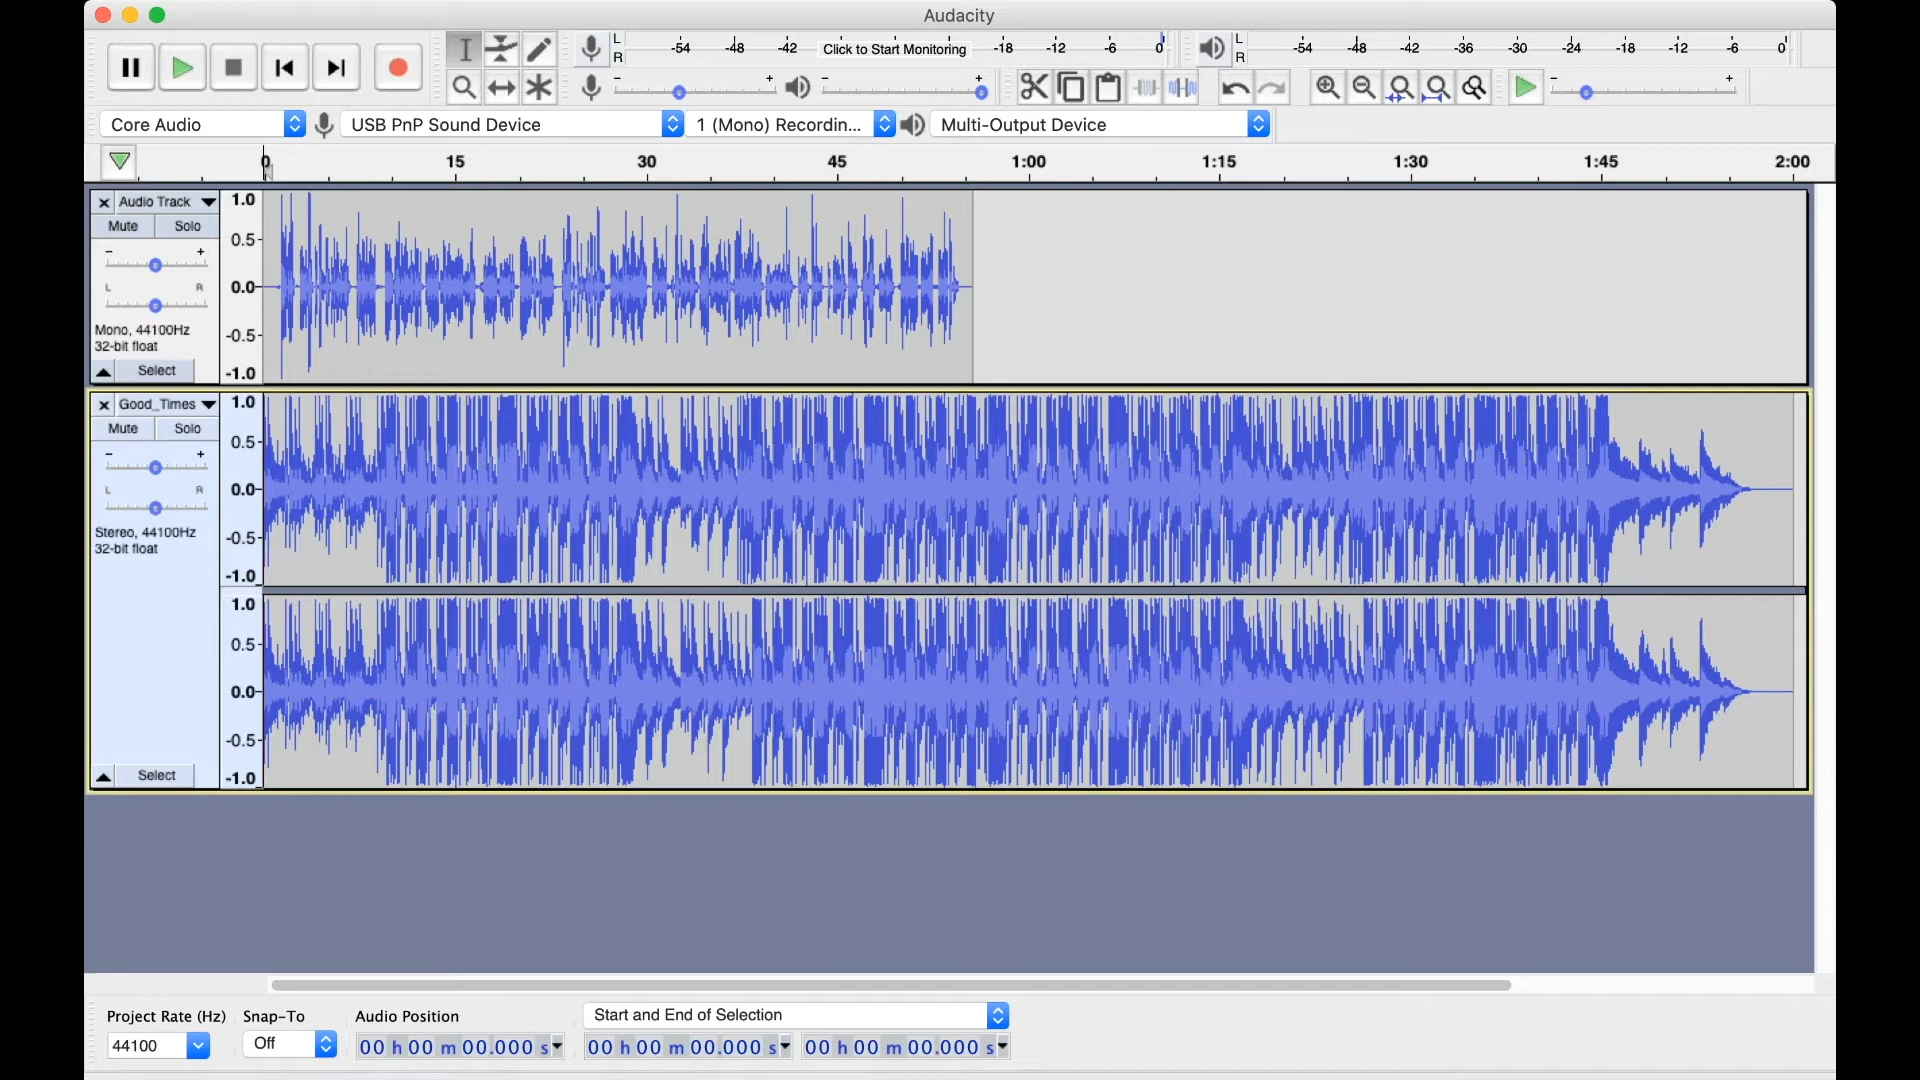 Audacity
L
R
-54 -48 -42 Click to Start Monitoring -18 -12 -6 0
L
R
-54 -48 -42 -36 -30 -24 -18 -12 -6 0
- +
- +
- +
Core Audio
USB PnP Sound Device
1 (Mono) Recordin...
Multi-Output Device
0 15 30 45 1:00 1:15 1:30 1:45 2:00
Audio Track
Mute Solo
- +
L R
Mono, 44100Hz
32-bit float
Select
1.0
0.5
0.0
-0.5
-1.0
Good_Times
Mute Solo
- +
L R
Stereo, 44100Hz
32-bit float
Select
1.0
0.5
0.0
-0.5
-1.0
1.0
0.5
0.0
-0.5
-1.0
Project Rate (Hz) Snap-To Audio Position
Start and End of Selection
44100
Off
00 h 00 m 00.000 s
00 h 00 m 00.000 s
00 h 00 m 00.000 s